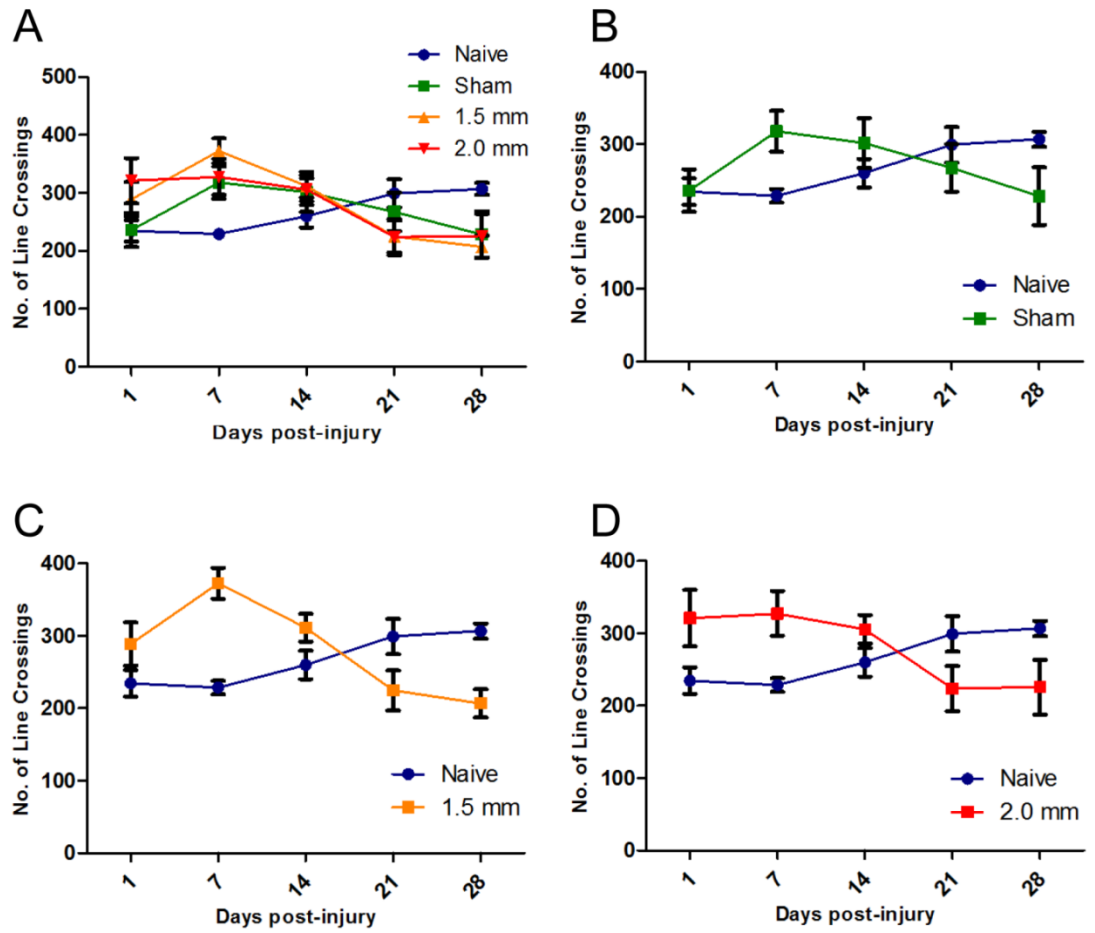 A
Naive
Sham
1.5 mm
2.0 mm
No. of Line Crossings
500
400
300
200
100
0
1
7
14
21
28
Days post-injury
B
No. of Line Crossings
400
300
200
100
0
Naive
Sham
1
7
14
21
28
Days post-injury
C
No. of Line Crossings
400
300
200
100
0
Naive
1.5 mm
1
7
14
21
28
Days post-injury
D
No. of Line Crossings
400
300
200
100
0
Naive
2.0 mm
1
7
14
21
28
Days post-injury